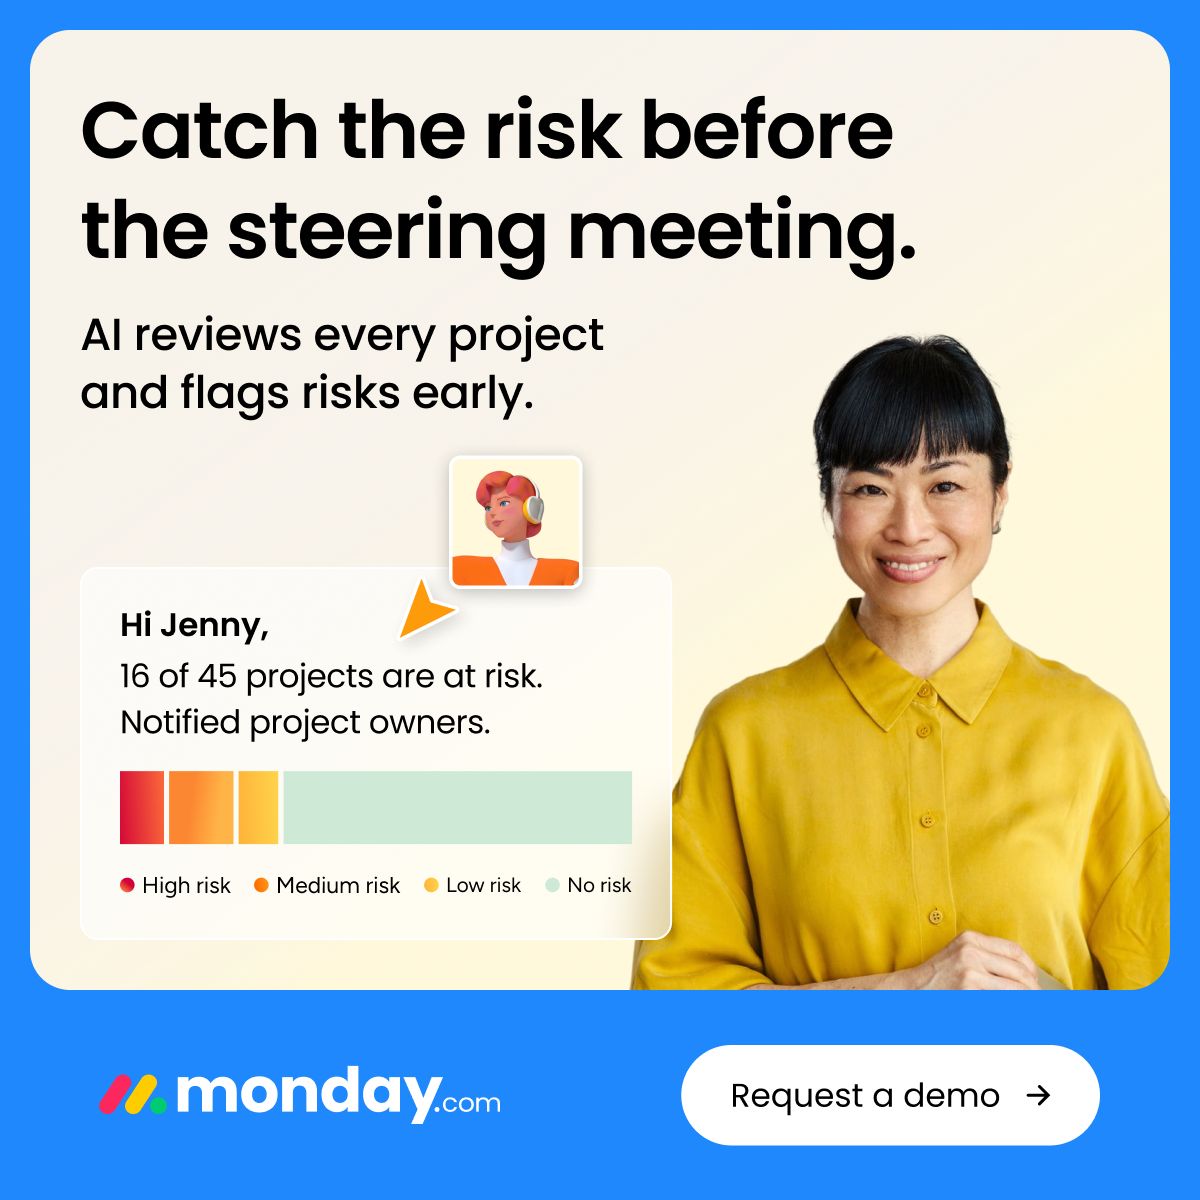 Catch the risk before
the steering meeting.
AI reviews every project
and flags risks early.
Hi Jenny,
16 of 45 projects are at risk.
Notified project owners.
High risk
Medium risk
Low risk
No risk
monday.com
Request a demo →